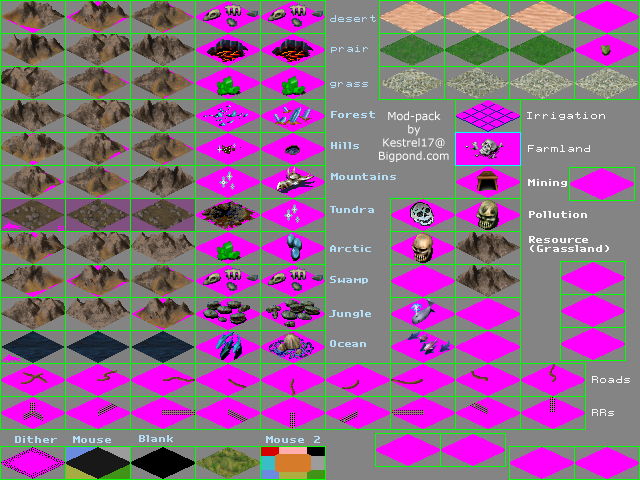 desert
prair
grass
Forest
Mod-pack
by
Kestrel17@
Bigpond.com
Irrigation
Hills
Farmland
Mountains
Mining
Tundra
Pollution
Arctic
Resource
(Grassland)
Swamp
Jungle
Ocean
Roads
RRs
Dither Mouse Blank Mouse 2